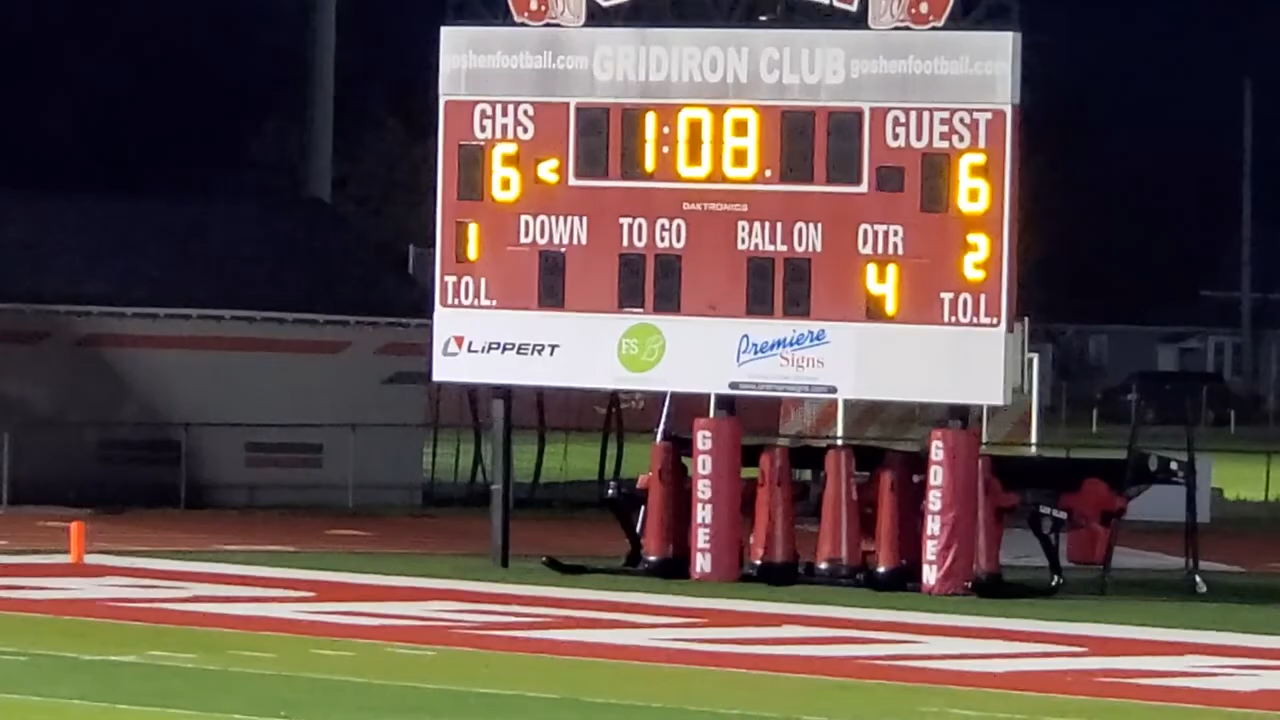 goshenfootball.com GRIDIRON CLUB goshenfootball.com
GHS 1:08. GUEST
6 < 6
DAKTRONICS
1 DOWN TO GO BALL ON QTR 2
T.O.L. 4 T.O.L.
LIPPERT FSB Premiere Signs
GOSHEN GOSHEN